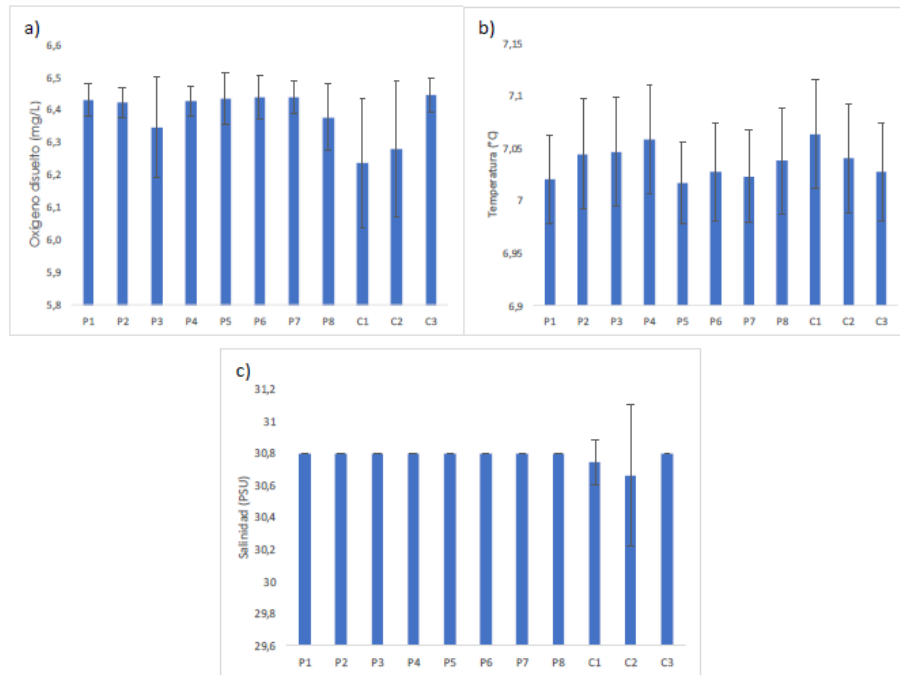 a)
Oxígeno disuelto (mg/L)
6,6
6,5
6,4
6,3
6,2
6,1
6,0
5,9
5,8
P1 P2 P3 P4 P5 P6 P7 P8 C1 C2 C3
b)
Temperatura (°C)
7,15
7,1
7,05
7
6,95
6,9
P1 P2 P3 P4 P5 P6 P7 P8 C1 C2 C3
c)
Salinidad (PSU)
31,2
31
30,8
30,6
30,4
30,2
30
29,8
29,6
P1 P2 P3 P4 P5 P6 P7 P8 C1 C2 C3